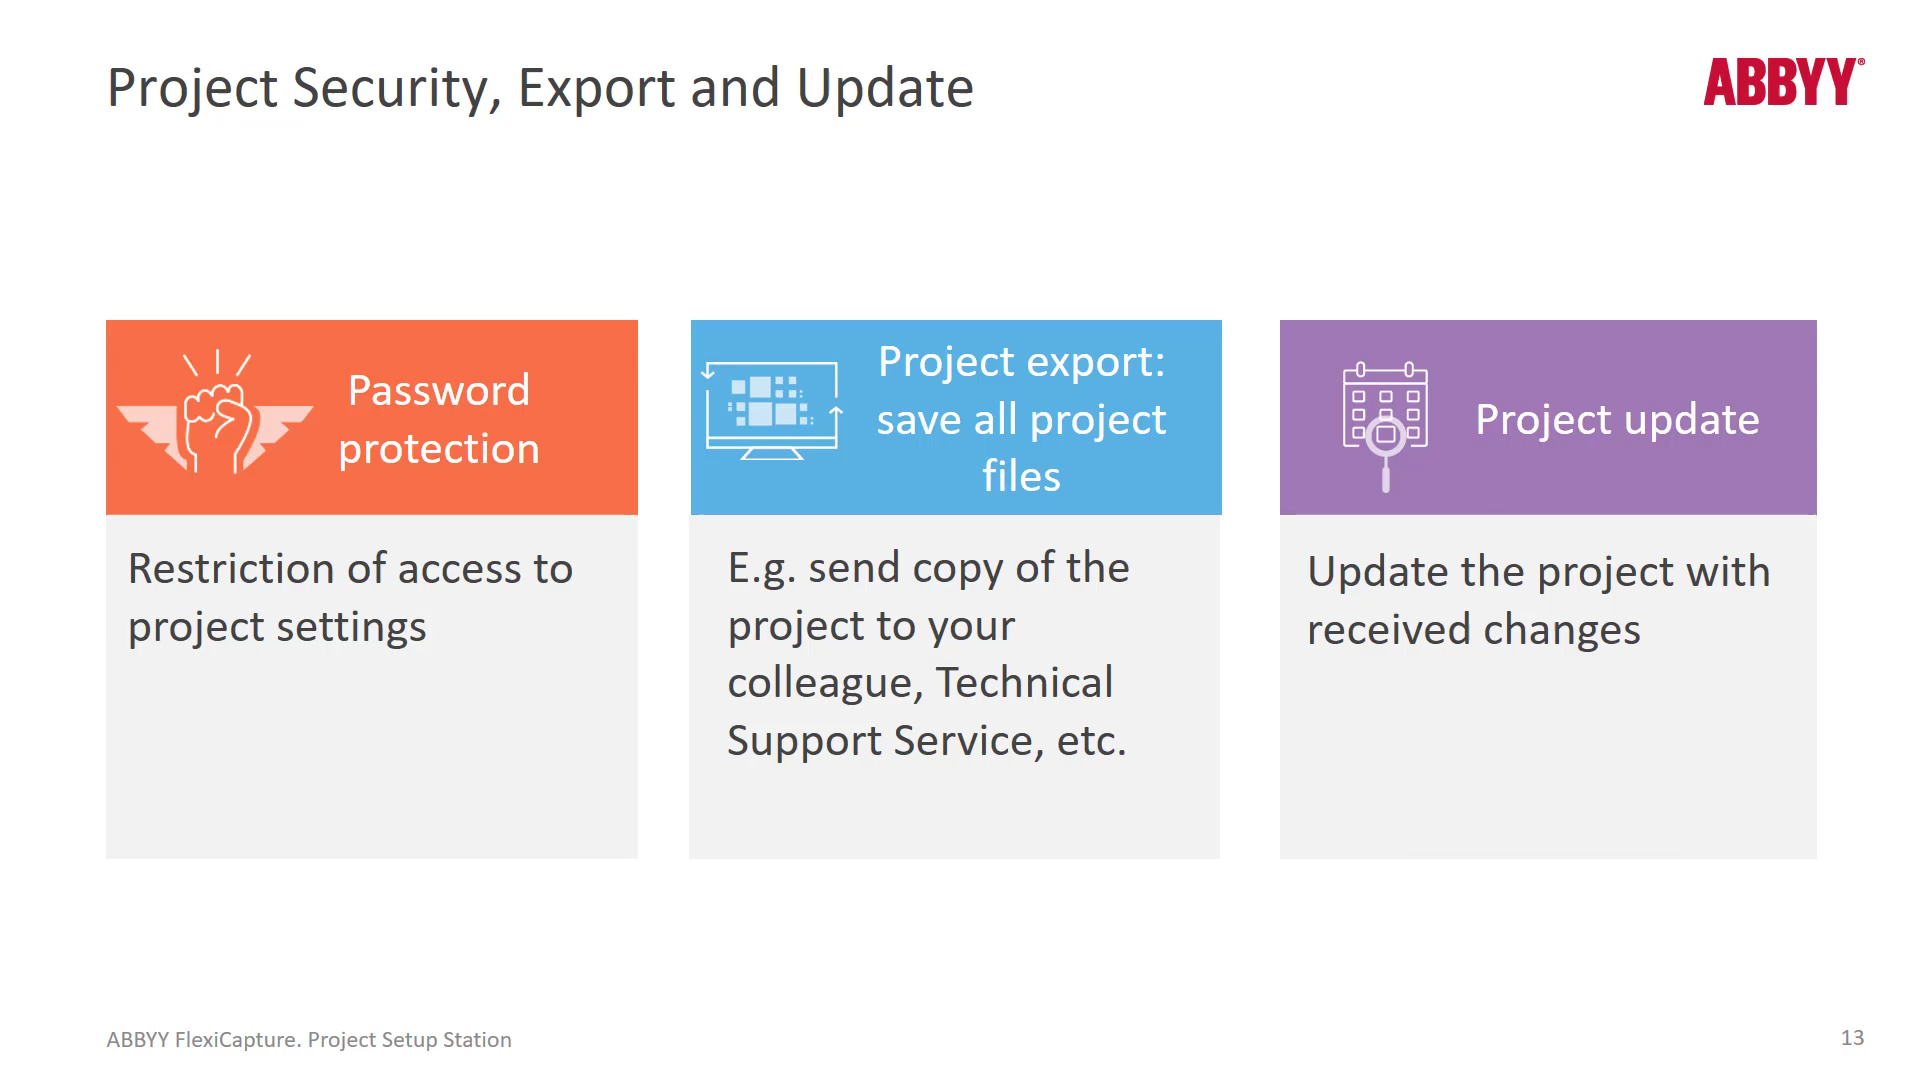 Project Security, Export and Update
ABBYY®
Password
protection
Restriction of access to
project settings
Project export:
save all project
files
E.g. send copy of the
project to your
colleague, Technical
Support Service, etc.
Project update
Update the project with
received changes
ABBYY FlexiCapture. Project Setup Station
13